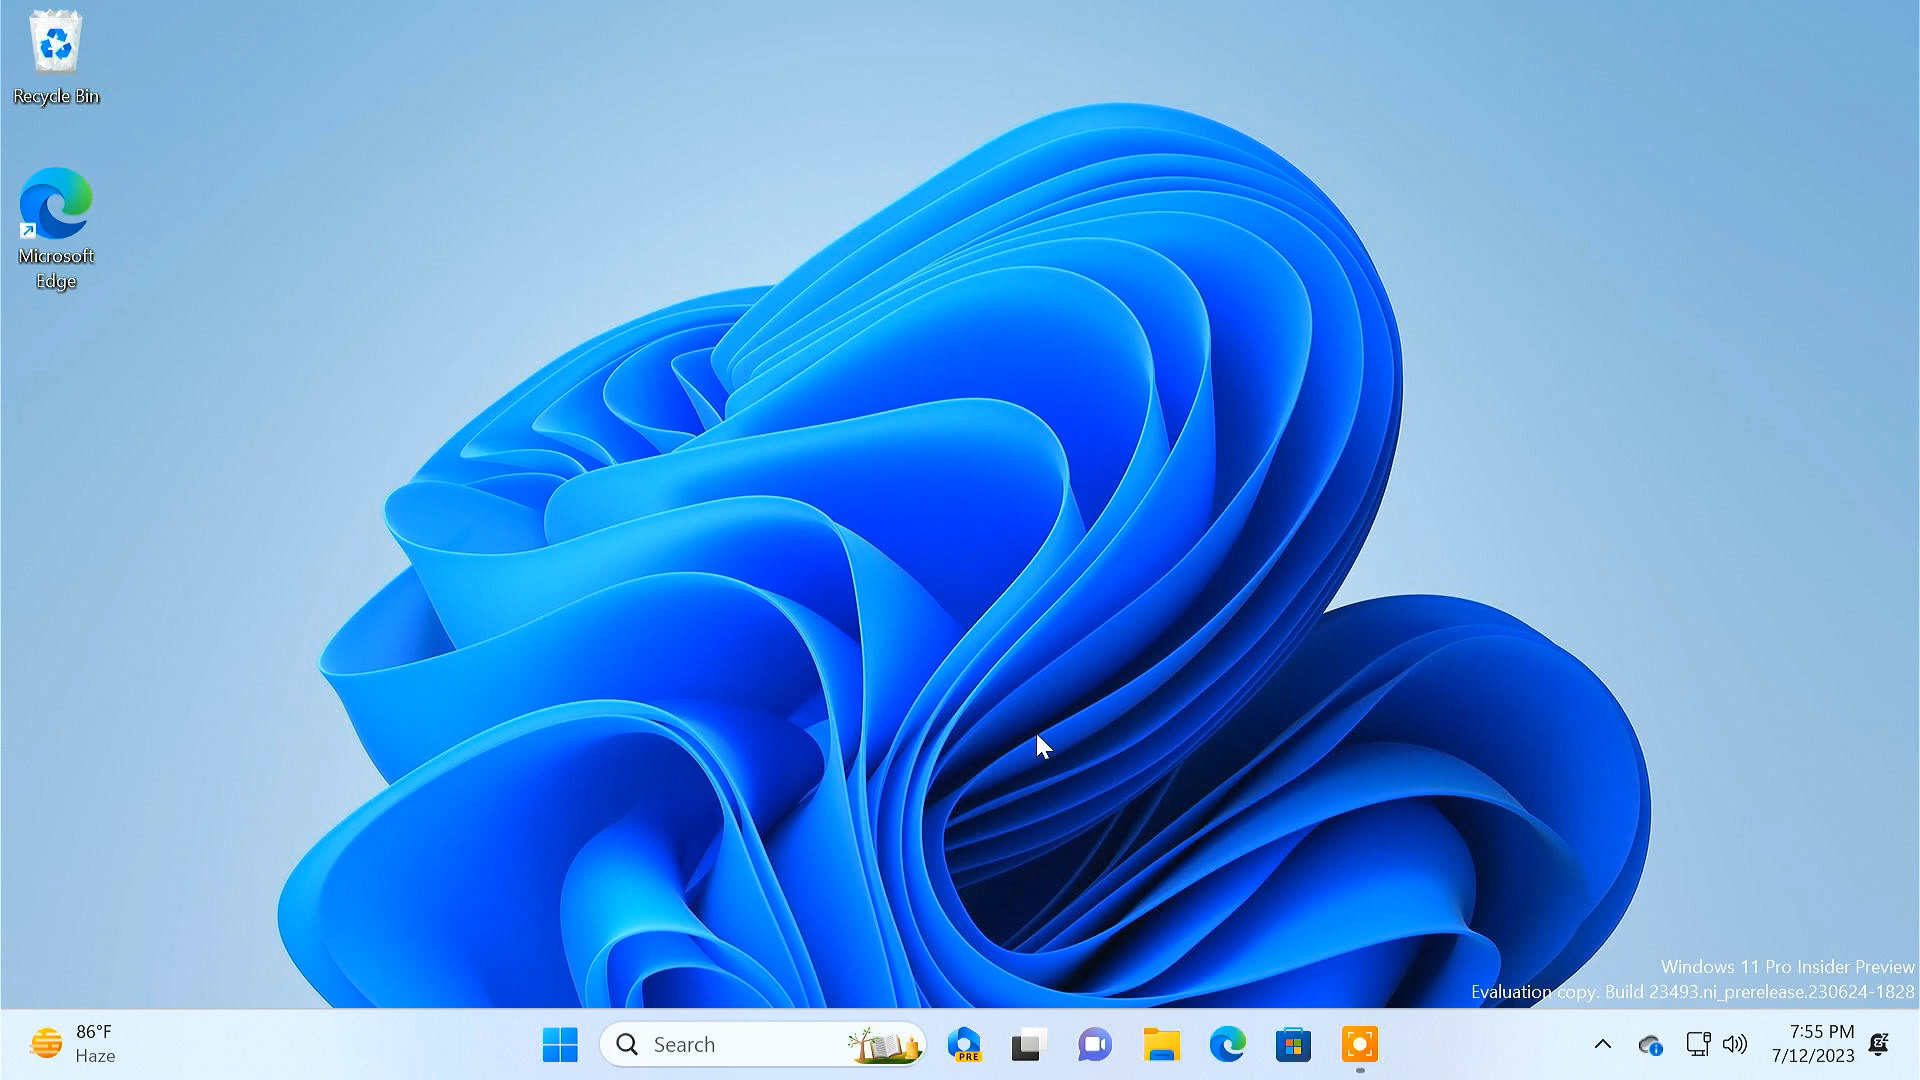 Recycle Bin
Microsoft
Edge
Windows 11 Pro Insider Preview
Evaluation copy. Build 23493.ni_prerelease.230624-1828
86°F
Haze
Search
PRE
7:55 PM
7/12/2023